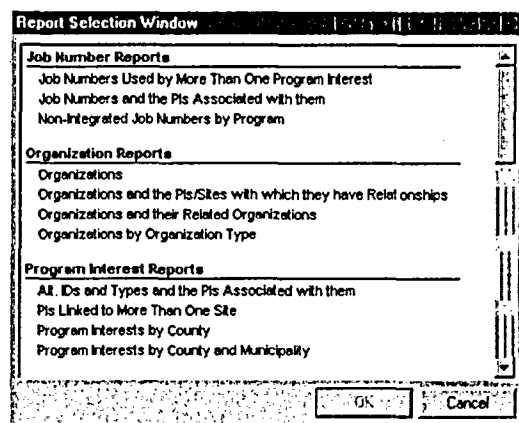 Report Selection Window
Job Number Reports
Job Numbers Used by More Than One Program Interest
Job Numbers and the PIs Associated with them
Non-Integrated Job Numbers by Program
Organization Reports
Organizations
Organizations and the PIs/Sites with which they have Relationships
Organizations and their Related Organizations
Organizations by Organization Type
Program Interest Reports
Alt. IDs and Types and the PIs Associated with them
PIs Linked to More Than One Site
Program Interests by County
Program Interests by County and Municipality
OK Cancel